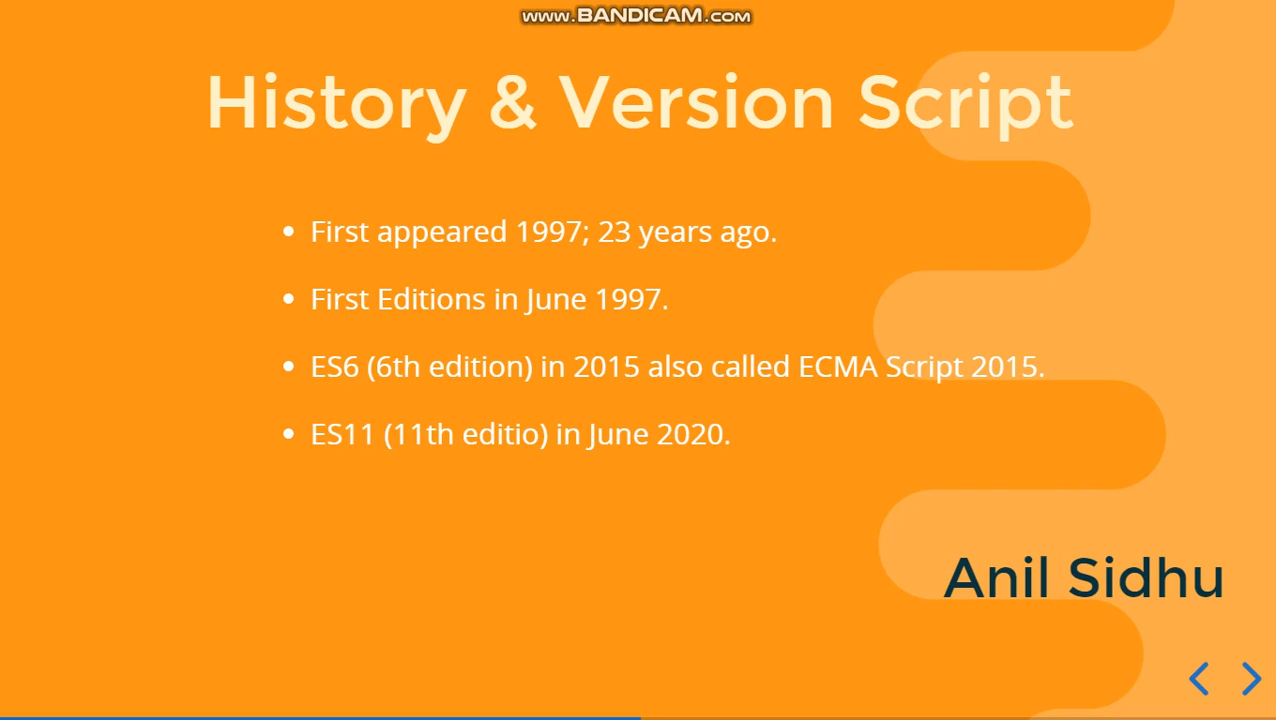 www.BANDICAM.com
History & Version Script
• First appeared 1997; 23 years ago.
• First Editions in June 1997.
• ES6 (6th edition) in 2015 also called ECMA Script 2015.
• ES11 (11th editio) in June 2020.
Anil Sidhu